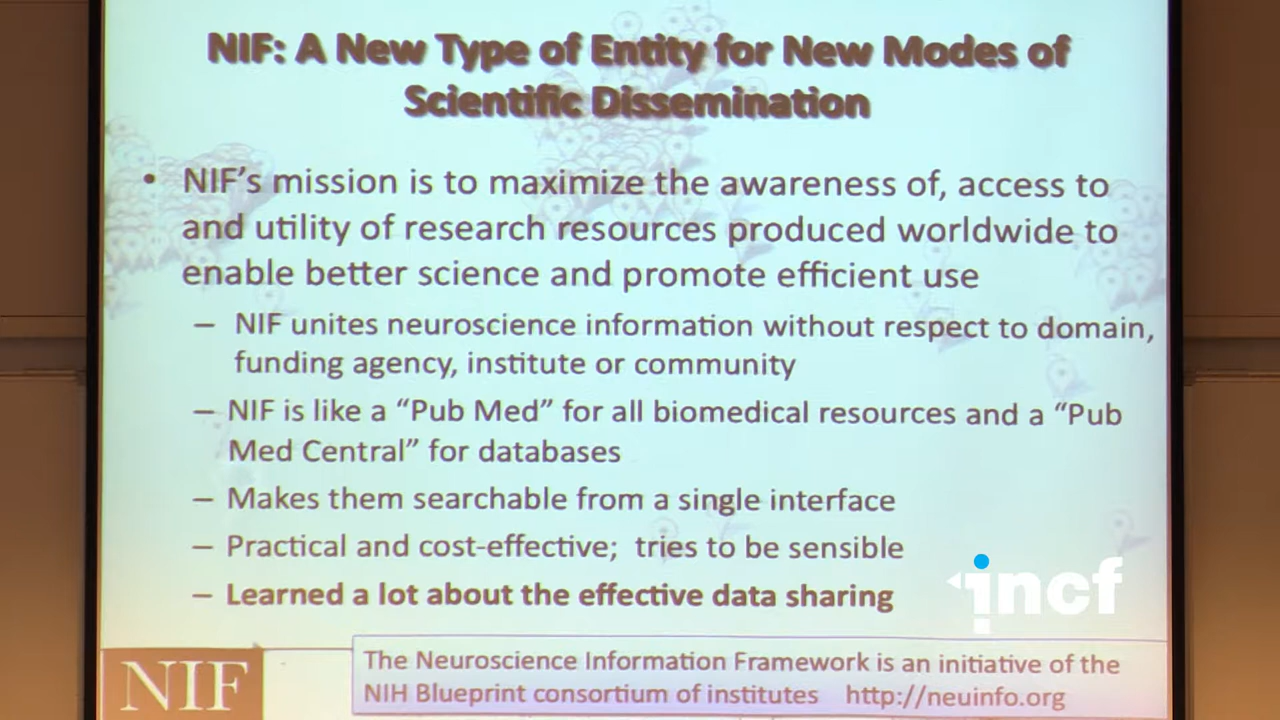 NIF: A New Type of Entity for New Modes of
Scientific Dissemination
• NIF's mission is to maximize the awareness of, access to
and utility of research resources produced worldwide to
enable better science and promote efficient use
– NIF unites neuroscience information without respect to domain,
funding agency, institute or community
– NIF is like a “Pub Med” for all biomedical resources and a “Pub
Med Central” for databases
– Makes them searchable from a single interface
– Practical and cost-effective; tries to be sensible
– Learned a lot about the effective data sharing
incf
NIF
The Neuroscience Information Framework is an initiative of the
NIH Blueprint consortium of institutes http://neuinfo.org